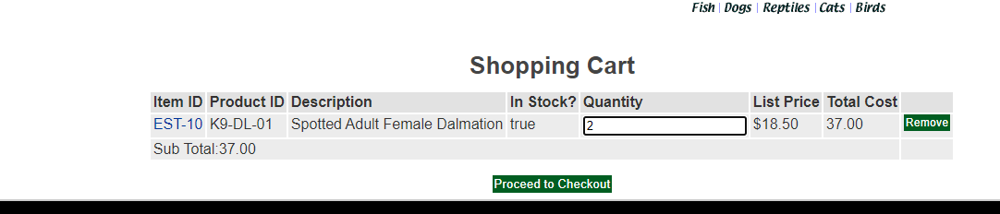 Fish | Dogs | Reptiles | Cats | Birds
Shopping Cart
Item ID Product ID Description In Stock? Quantity List Price Total Cost
EST-10 K9-DL-01 Spotted Adult Female Dalmation true 2 $18.50 37.00 Remove
Sub Total:37.00
Proceed to Checkout